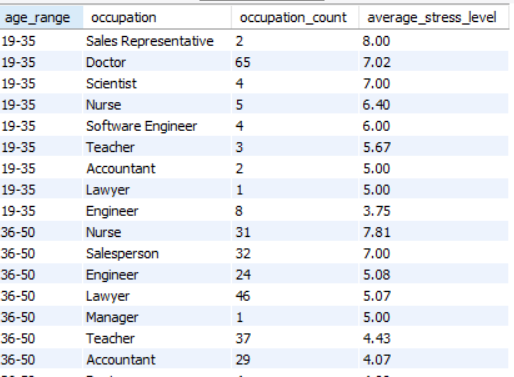 age_range occupation occupation_count average_stress_level
19-35 Sales Representative 2 8.00
19-35 Doctor 65 7.02
19-35 Scientist 4 7.00
19-35 Nurse 5 6.40
19-35 Software Engineer 4 6.00
19-35 Teacher 3 5.67
19-35 Accountant 2 5.00
19-35 Lawyer 1 5.00
19-35 Engineer 8 3.75
36-50 Nurse 31 7.81
36-50 Salesperson 32 7.00
36-50 Engineer 24 5.08
36-50 Lawyer 46 5.07
36-50 Manager 1 5.00
36-50 Teacher 37 4.43
36-50 Accountant 29 4.07